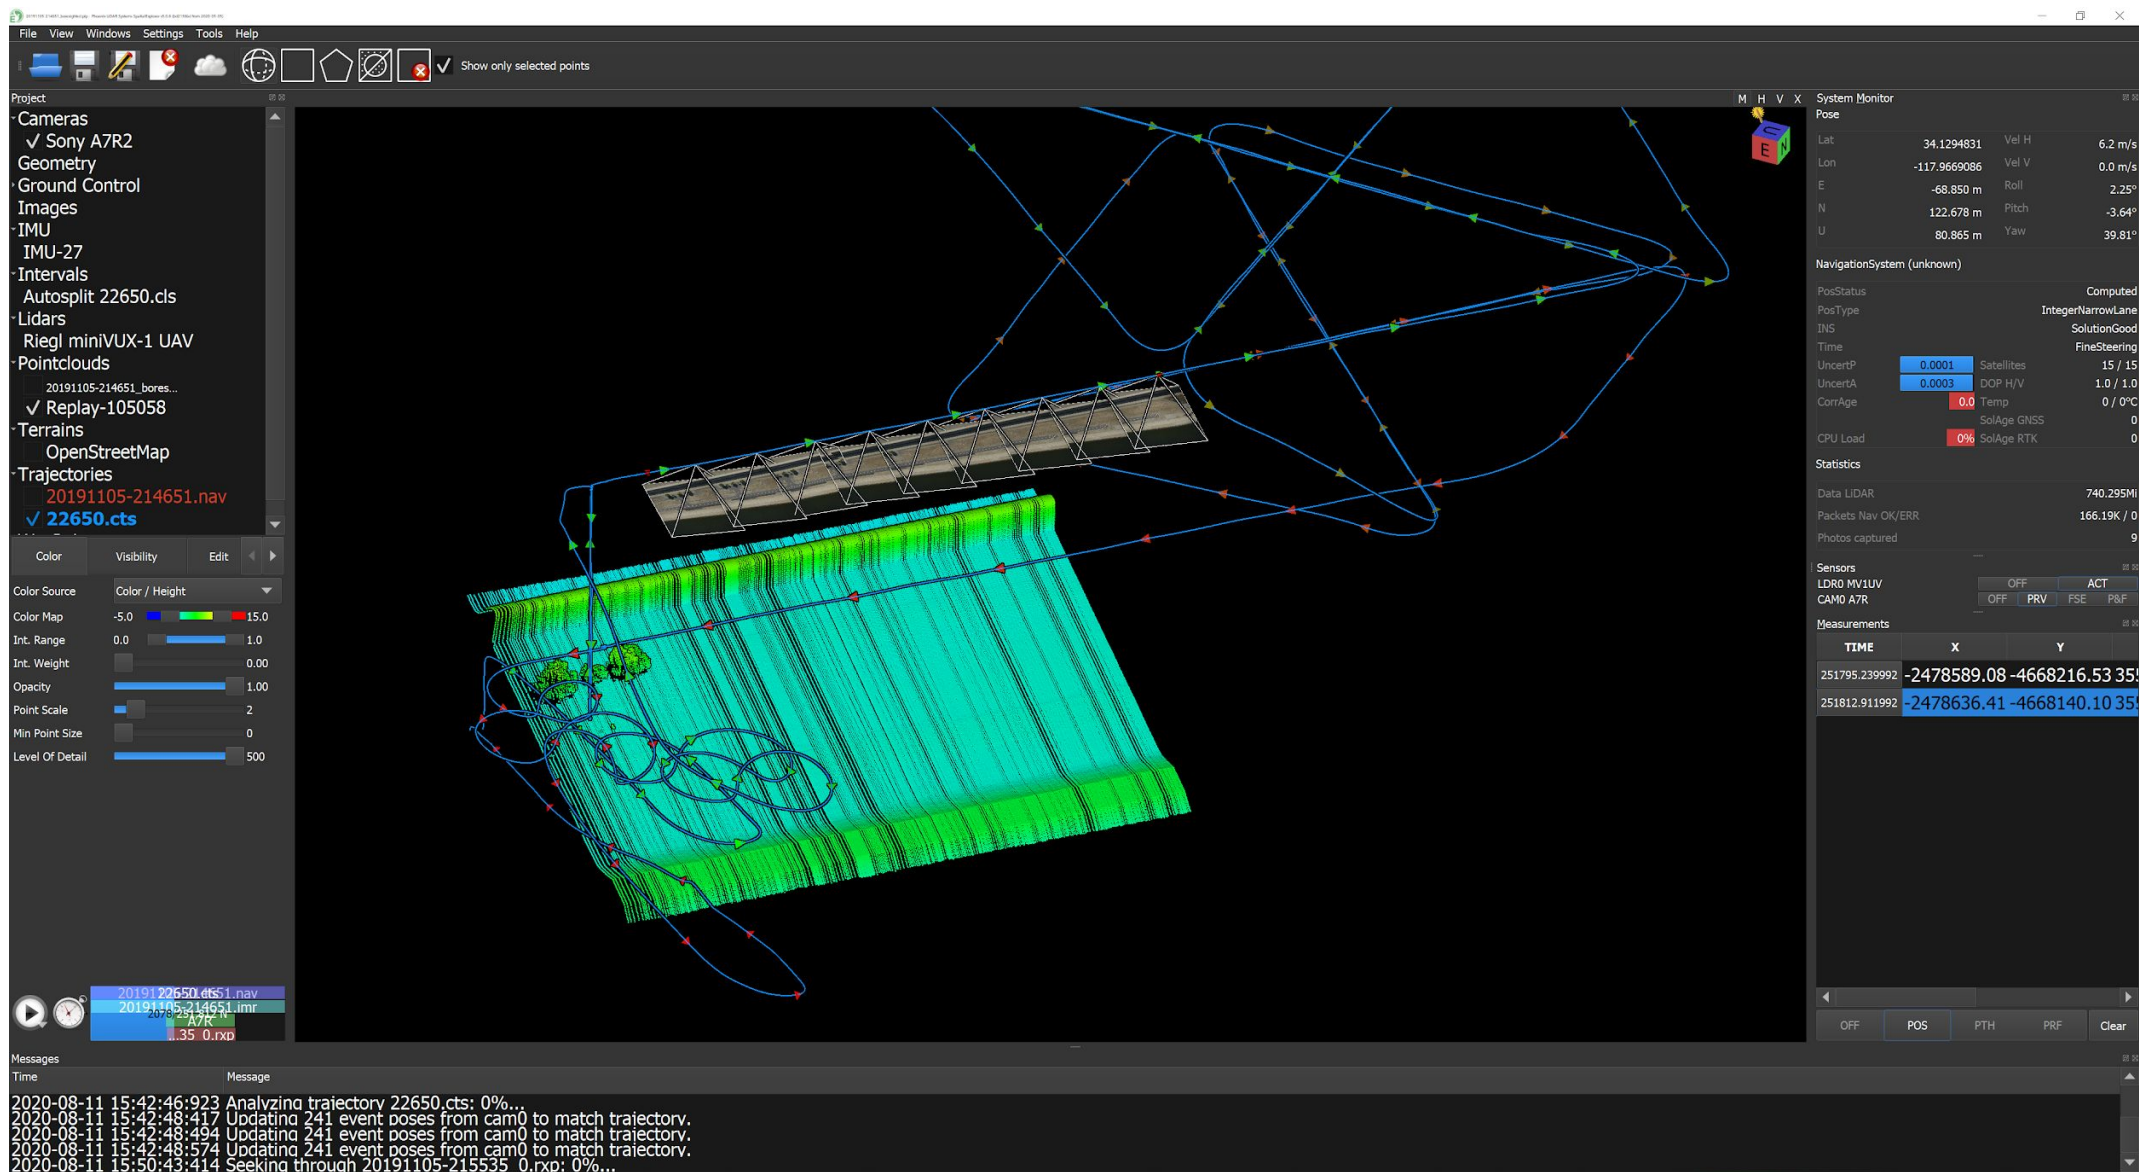 File View Windows Settings Tools Help
Show only selected points
Project
Cameras
Sony A7R2
Geometry
Ground Control
Images
IMU
IMU-27
Intervals
Autosplit 22650.cls
Lidars
Riegl miniVUX-1 UAV
Pointclouds
20191105-214651_bores...
Replay-105058
Terrains
OpenStreetMap
Trajectories
20191105-214651.nav
22650.cts
Color Visibility Edit
Color Source Color / Height
Color Map -5.0 15.0
Int. Range 0.0 1.0
Int. Weight 0.00
Opacity 1.00
Point Scale 2
Min Point Size 0
Level Of Detail 500
22650.cts
20191105-214651.imr
A7R
...35_0.rxp
M H V X
U
E N
System Monitor
Pose
Lat 34.1294831 Vel H 6.2 m/s
Lon -117.9669086 Vel V 0.0 m/s
E -68.850 m Roll 2.25°
N 122.678 m Pitch -3.64°
U 80.865 m Yaw 39.81°
NavigationSystem (unknown)
PosStatus Computed
PosType IntegerNarrowLane
INS SolutionGood
Time FineSteering
UncertP 0.0001 Satellites 15 / 15
UncertA 0.0003 DOP H/V 1.0 / 1.0
CorrAge 0.0 Temp 0 / 0°C
SolAge GNSS 0
CPU Load 0% SolAge RTK 0
Statistics
Data LiDAR 740.295Mi
Packets Nav OK/ERR 166.19K / 0
Photos captured 9
Sensors
LDR0 MV1UV OFF ACT
CAM0 A7R OFF PRV FSE P&F
Measurements
TIME X Y
251795.239992 -2478589.08 -4668216.53 355
251812.911992 -2478636.41 -4668140.10 355
OFF POS PTH PRF Clear
Messages
Time Message
2020-08-11 15:42:46:923 Analyzing trajectory 22650.cts: 0%...
2020-08-11 15:42:48:417 Updating 241 event poses from cam0 to match trajectory.
2020-08-11 15:42:48:494 Updating 241 event poses from cam0 to match trajectory.
2020-08-11 15:42:48:574 Updating 241 event poses from cam0 to match trajectory.
2020-08-11 15:50:43:414 Seeking through 20191105-215535_0.rxp: 0%...